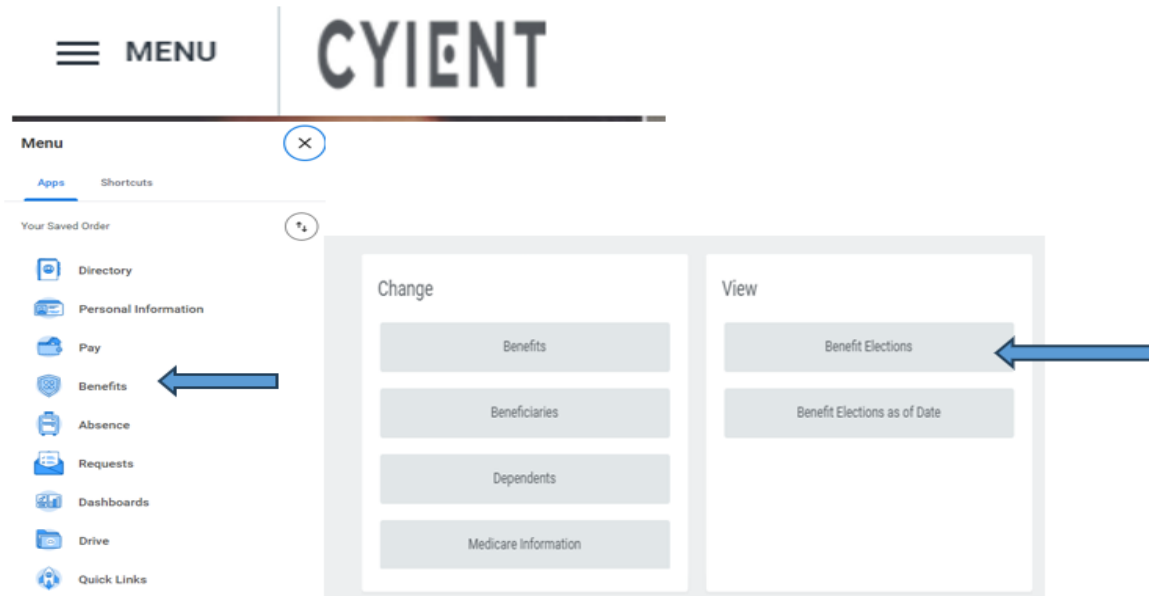 MENU
CYIENT
Menu
Apps Shortcuts
Your Saved Order
Directory
Personal Information
Pay
Benefits
Absence
Requests
Dashboards
Drive
Quick Links
Change
Benefits
Beneficiaries
Dependents
Medicare Information
View
Benefit Elections
Benefit Elections as of Date